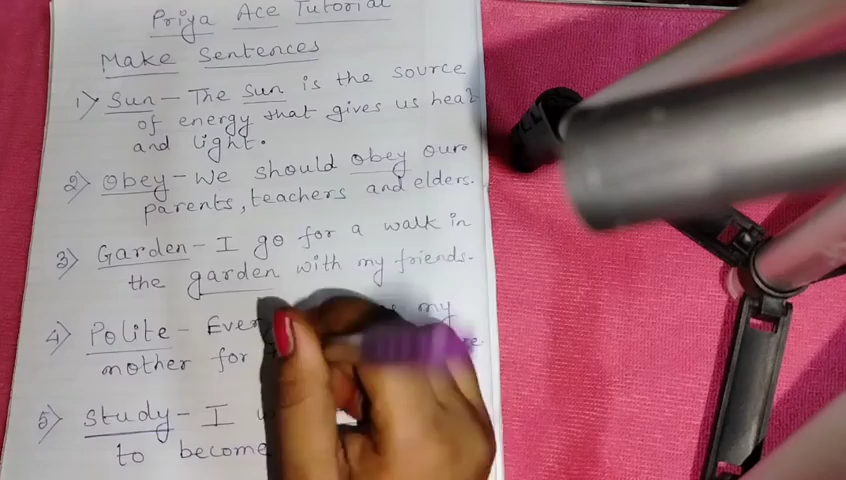 Priya Ace Tutorial
Make Sentences
1) Sun - The Sun is the source
of energy that gives us heat
and light.
2) Obey - We should obey our
parents, teachers and elders.
3) Garden - I go for a walk in
the garden with my friends.
4) Polite - my
mother for
5) Study - I
to become